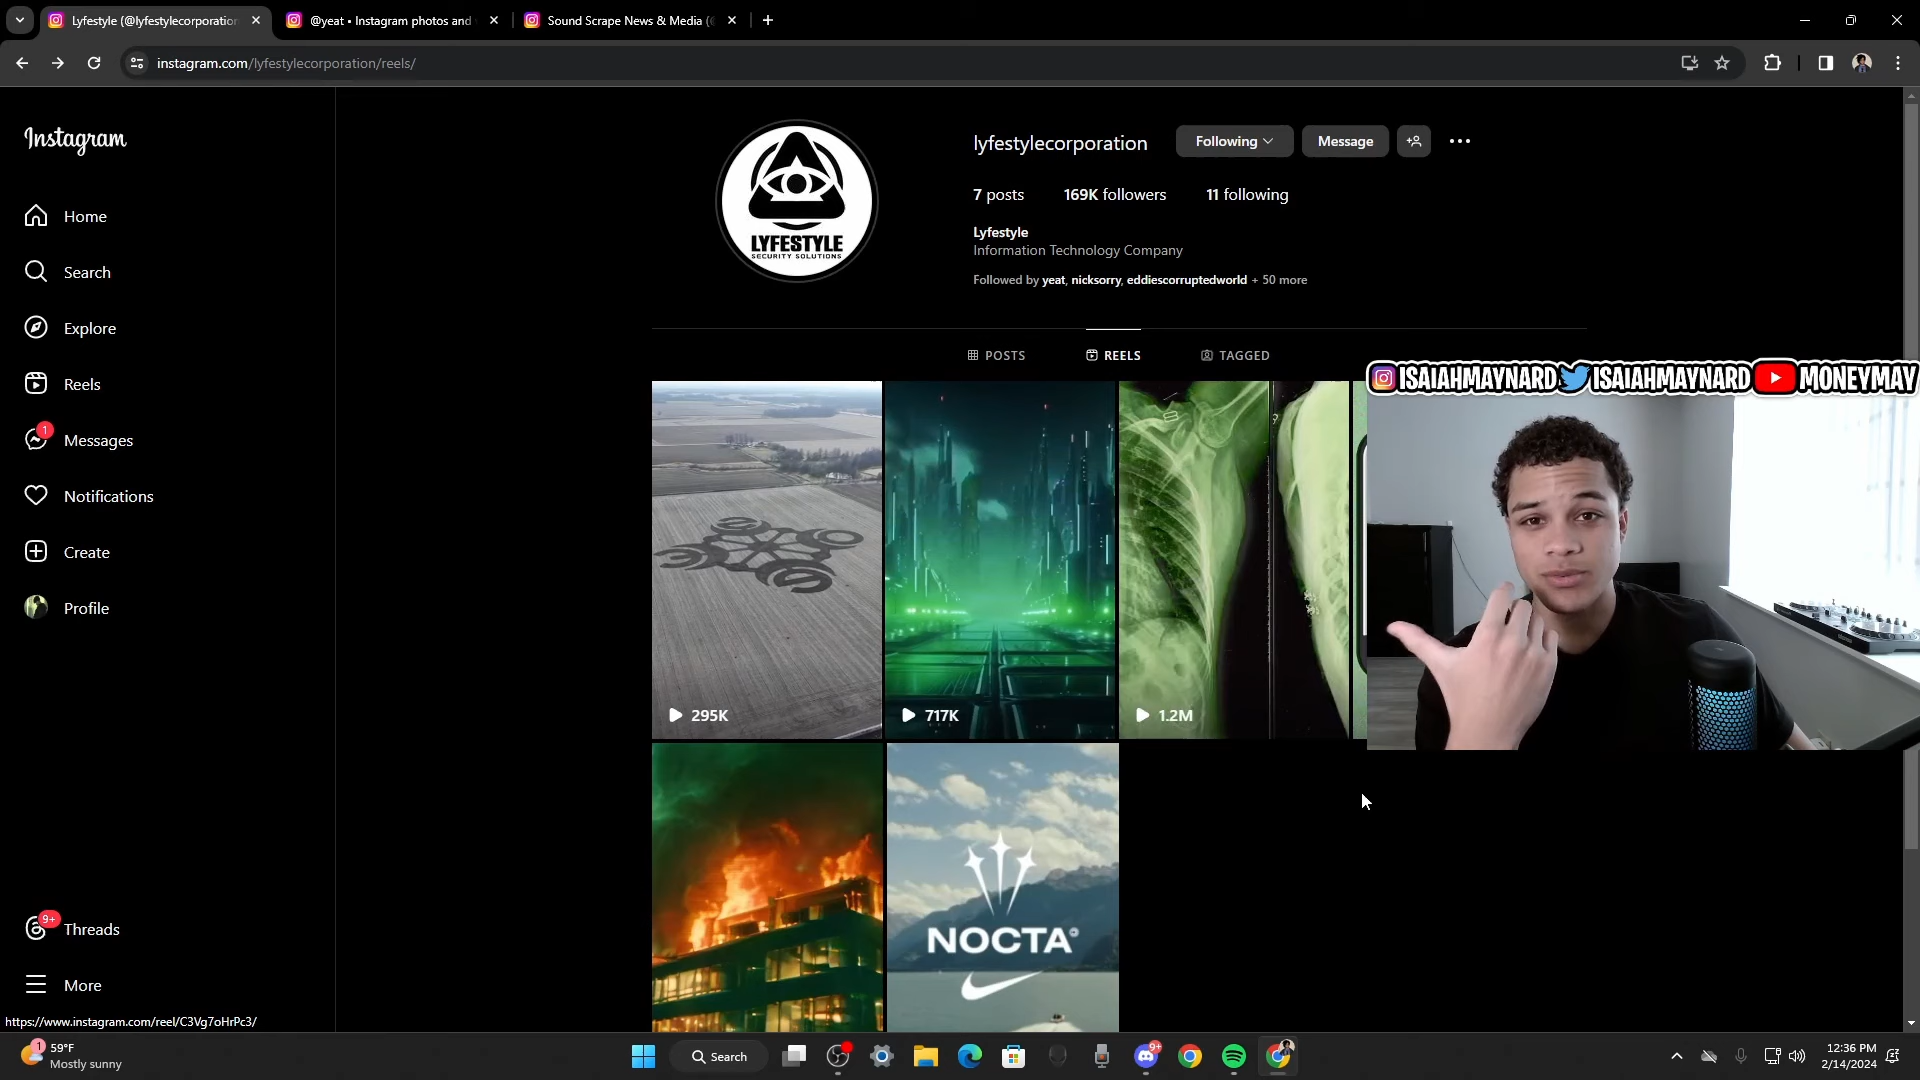 Lyfestyle (@lyfestylecorporation
@yeat • Instagram photos and
Sound Scrape News & Media (
instagram.com/lyfestylecorporation/reels/
Instagram
Home
Search
Explore
Reels
1
Messages
Notifications
Create
Profile
9+
Threads
More
https://www.instagram.com/reel/C3Vg7oHrPc3/
LYFESTYLE
SECURITY SOLUTIONS
lyfestylecorporation
Following
Message
7 posts 169K followers 11 following
Lyfestyle
Information Technology Company
Followed by yeat, nicksorry, eddiescorruptedworld + 50 more
POSTS REELS TAGGED
ISAIAHMAYNARD ISAIAHMAYNARD MONEYMAY
295K
717K
1.2M
NOCTA
1
59°F
Mostly sunny
Search
9+
12:36 PM
2/14/2024